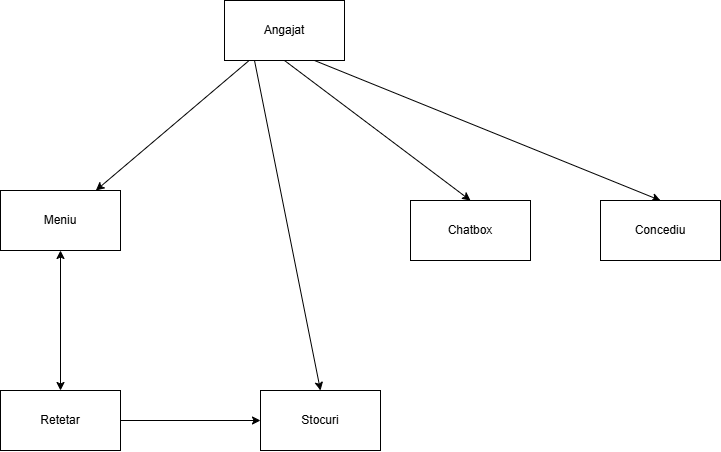 Angajat
Meniu
Chatbox
Concediu
Retetar
Stocuri